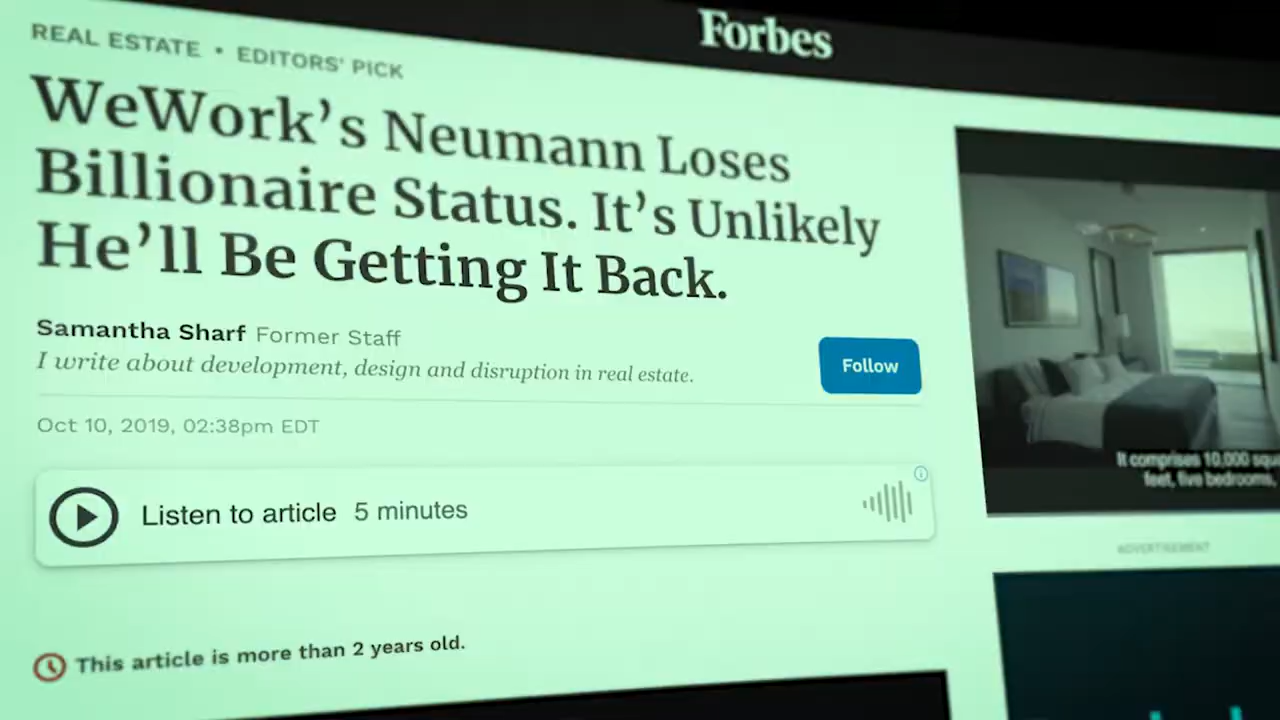 Forbes
REAL ESTATE • EDITORS' PICK
WeWork's Neumann Loses
Billionaire Status. It's Unlikely
He'll Be Getting It Back.
Samantha Sharf Former Staff
I write about development, design and disruption in real estate.
Follow
Oct 10, 2019, 02:38pm EDT
Listen to article 5 minutes
This article is more than 2 years old.
It comprises 10,000 squ
feet, five bedrooms,
ADVERTISEMENT